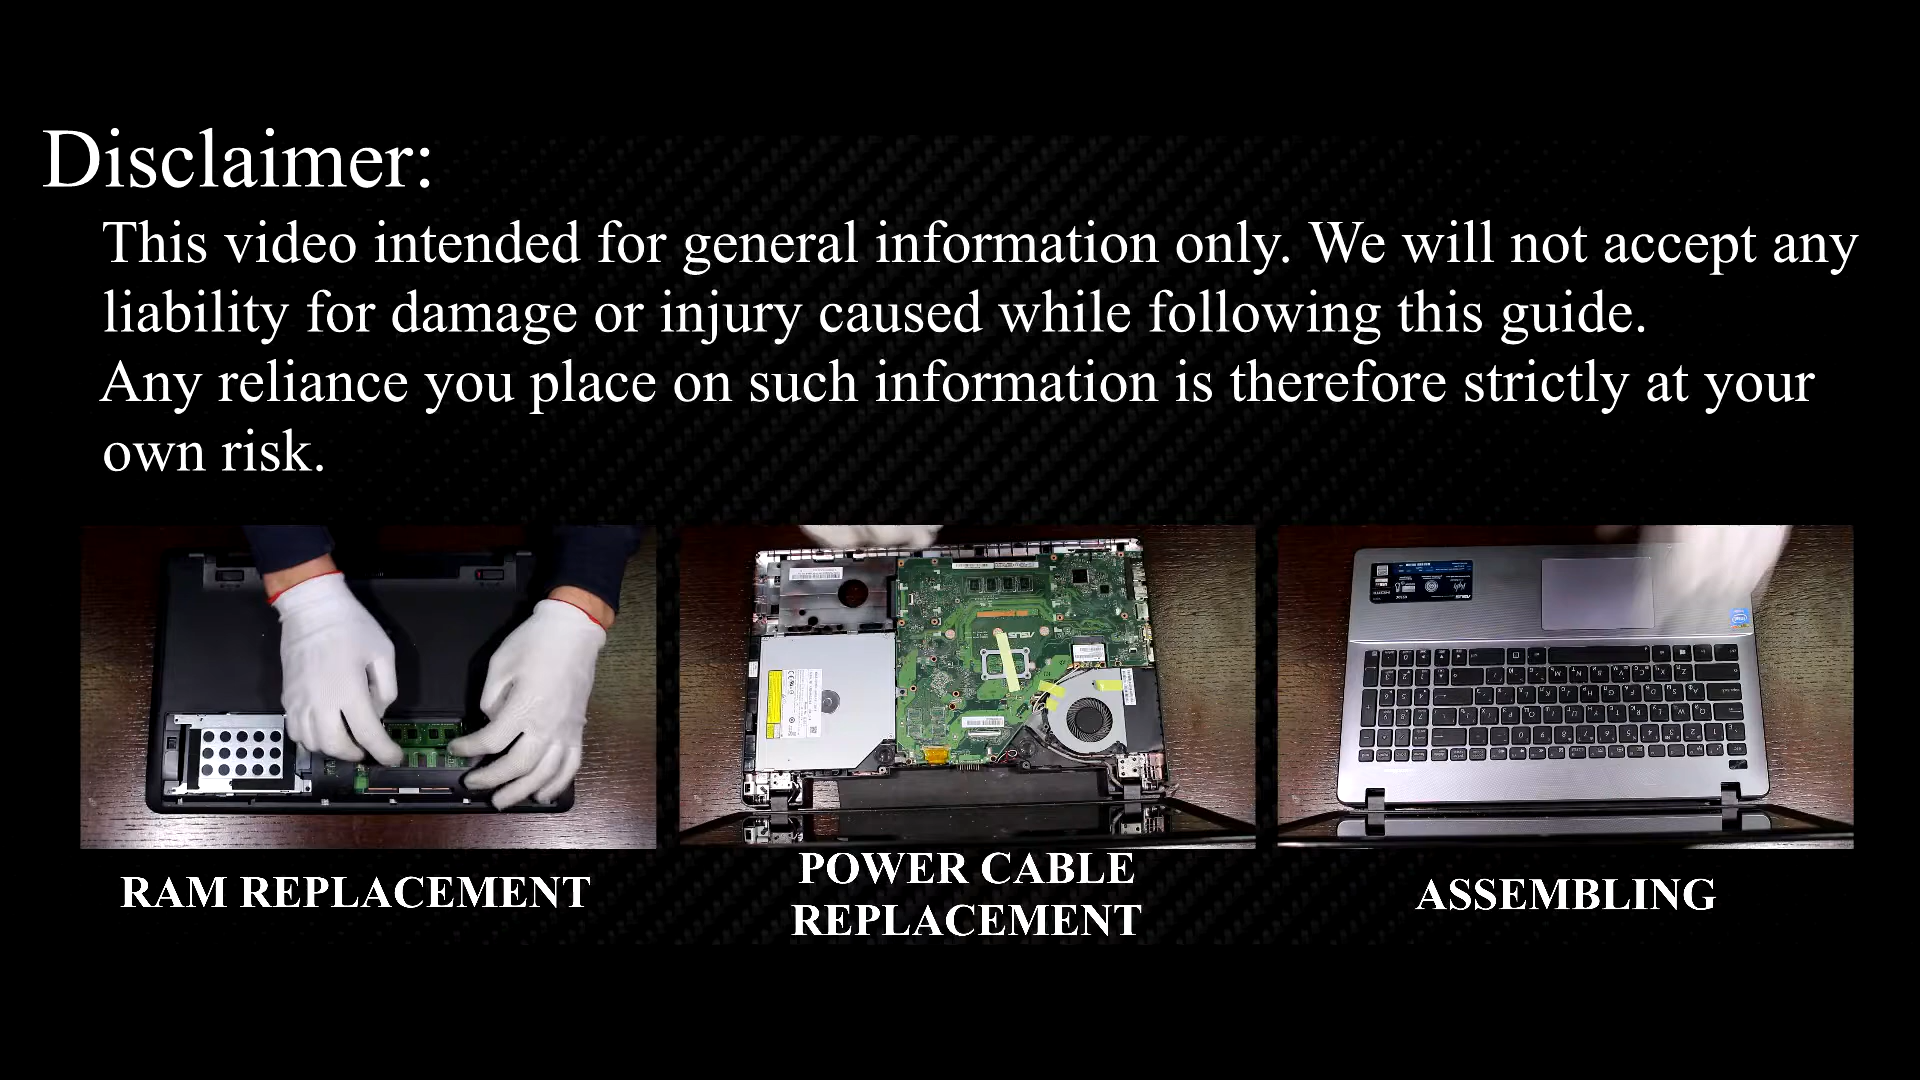 Disclaimer:
This video intended for general information only. We will not accept any
liability for damage or injury caused while following this guide.
Any reliance you place on such information is therefore strictly at your
own risk.
RAM REPLACEMENT
POWER CABLE
REPLACEMENT
ASSEMBLING
ASUS